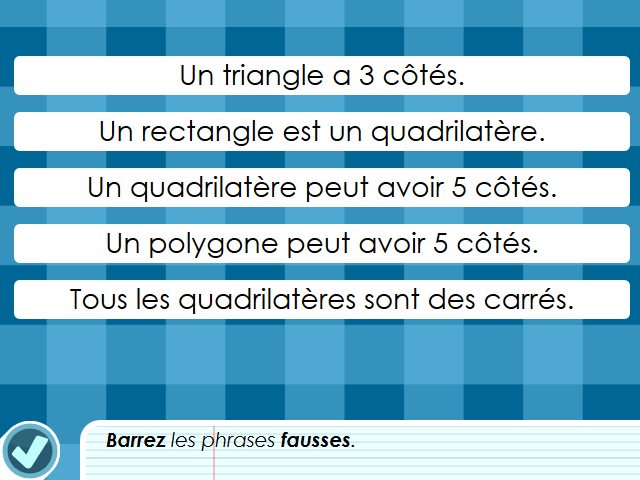 Un triangle a 3 côtés.
Un rectangle est un quadrilatère.
Un quadrilatère peut avoir 5 côtés.
Un polygone peut avoir 5 côtés.
Tous les quadrilatères sont des carrés.
Barrez les phrases fausses.